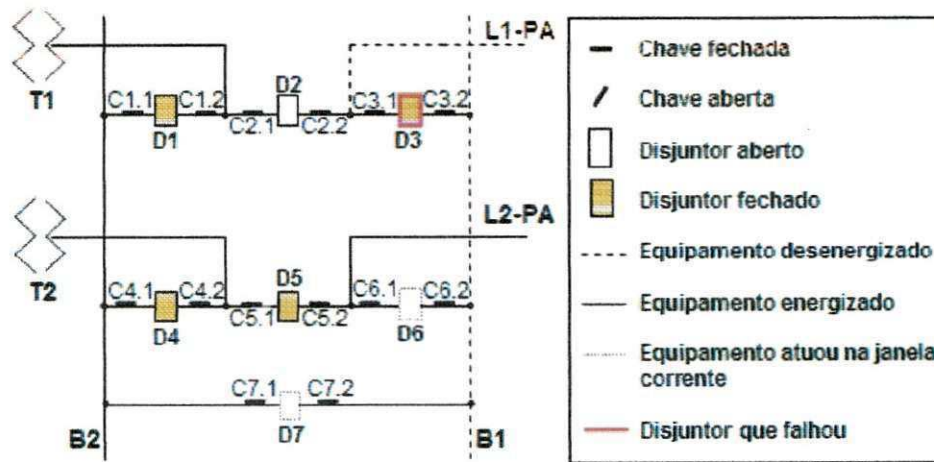 L1-PA
T1
D2
C1.1 C1.2
C3.1 C3.2
C2.1 C2.2
D1
D3
L2-PA
T2
D5
C4.1 C4.2
C6.1 C6.2
C5.1 C5.2
D4
D6
C7.1 C7.2
D7
B2
B1
Chave fechada
Chave aberta
Disjuntor aberto
Disjuntor fechado
Equipamento desenergizado
Equipamento energizado
Equipamento atuou na janela
corrente
Disjuntor que falhou